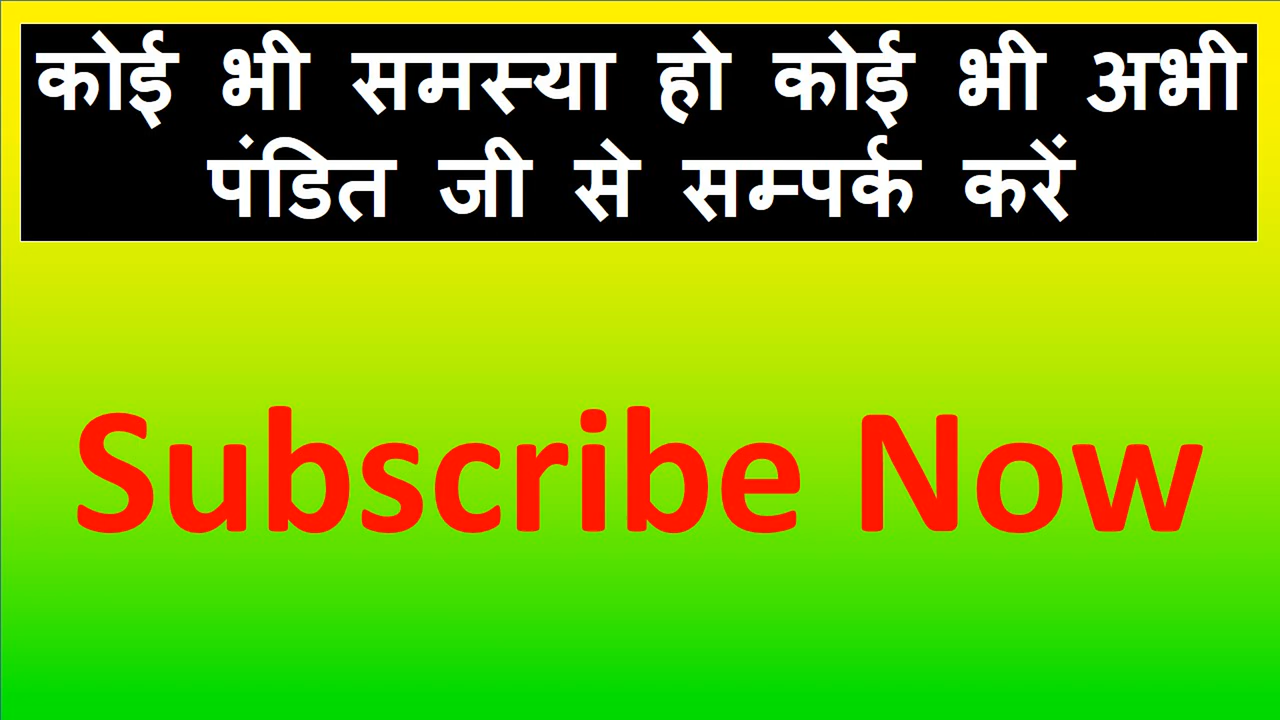 कोई भी समस्या हो कोई भी अभी
पंडित जी से सम्पर्क करें
Subscribe Now